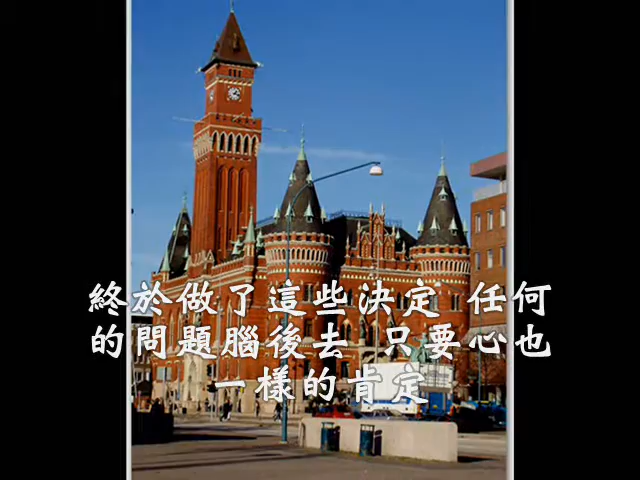 終於做了這些決定 任何
的問題腦後去 只要心也
一樣的肯定